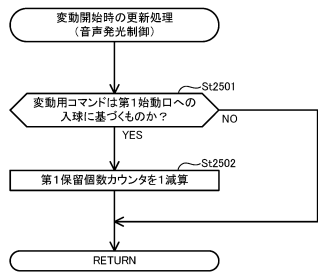 変動開始時の更新処理
(音声発光制御)
St2501
変動用コマンドは第1始動口への
入球に基づくものか?
NO
YES
St2502
第1保留個数カウンタを1減算
RETURN